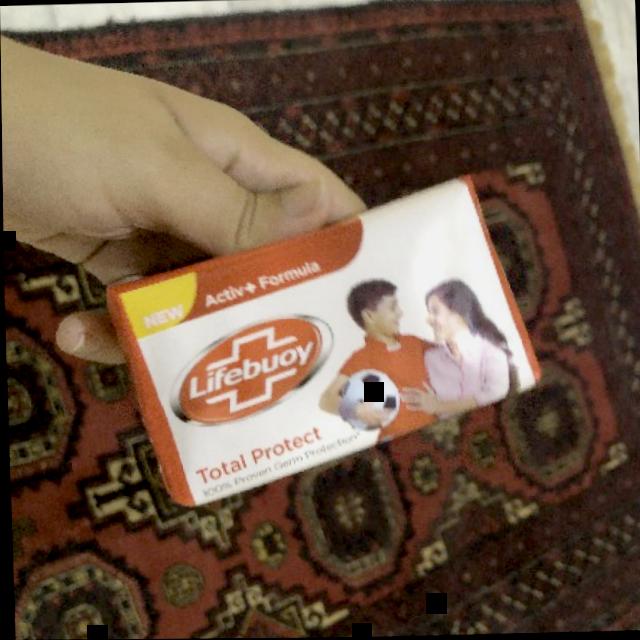 NEW
Activ+ Formula
Lifebuoy
Total Protect
100% Proven Germ Protection*